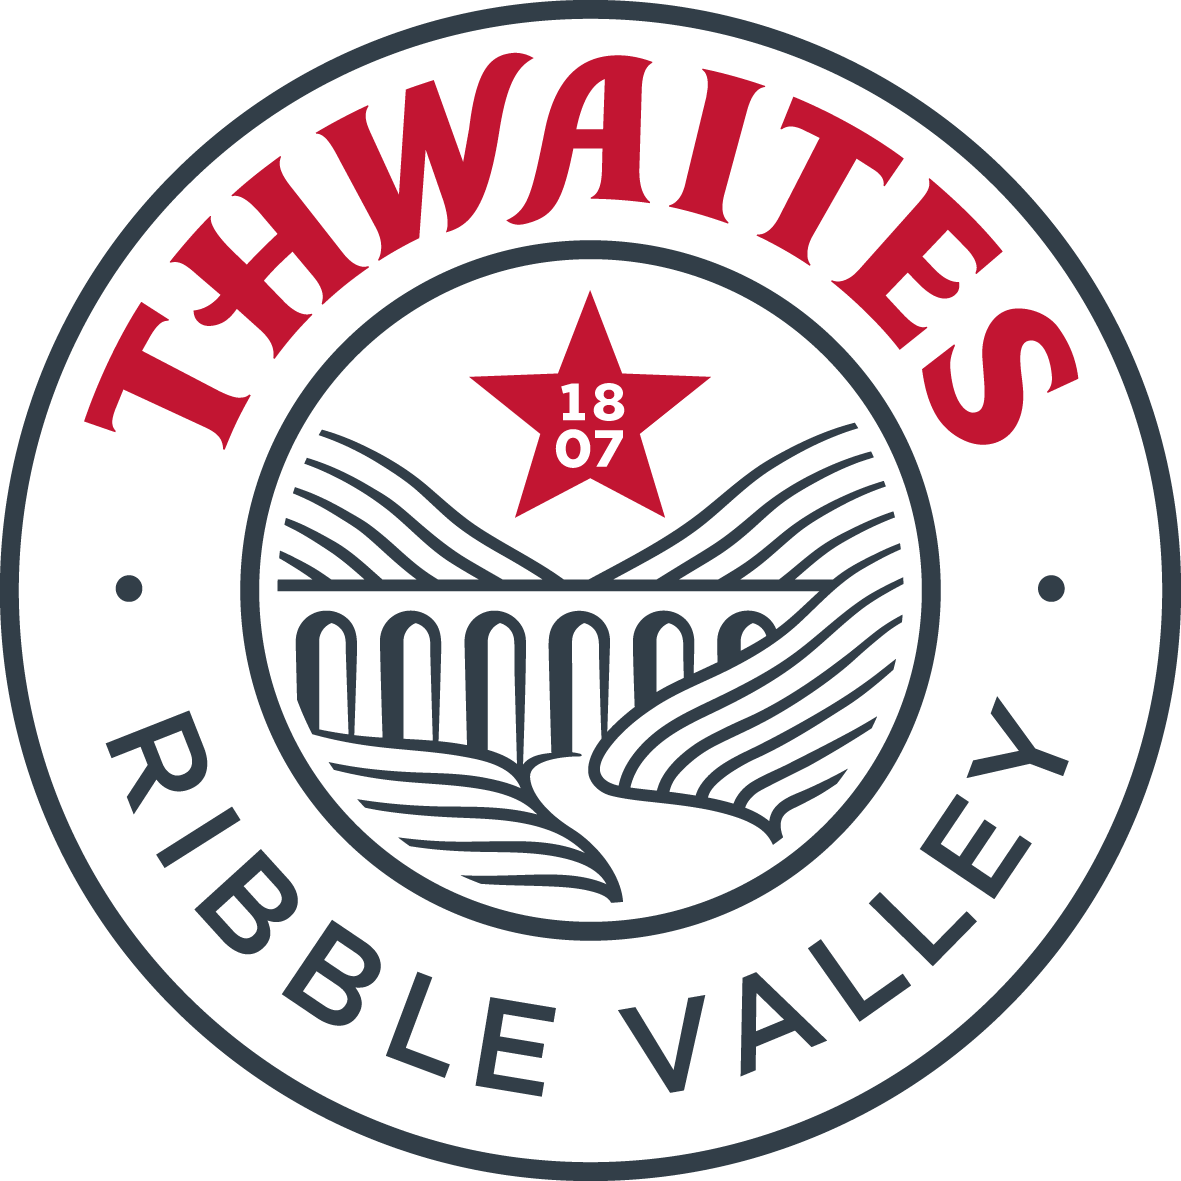 THWAITES
18
07
RIBBLE VALLEY